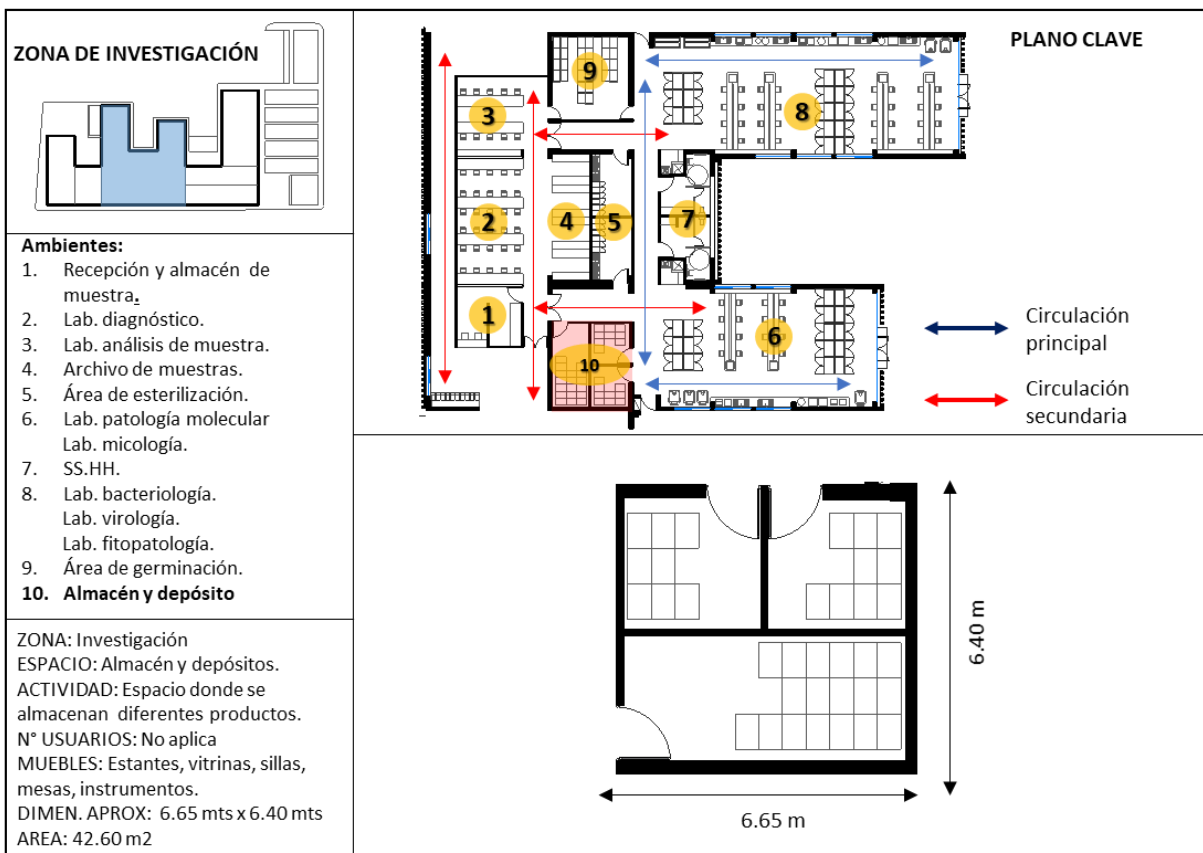 ZONA DE INVESTIGACIÓN
Ambientes:
1. Recepción y almacén de
muestra.
2. Lab. diagnóstico.
3. Lab. análisis de muestra.
4. Archivo de muestras.
5. Área de esterilización.
6. Lab. patología molecular
Lab. micología.
7. SS.HH.
8. Lab. bacteriología.
Lab. virología.
Lab. fitopatología.
9. Área de germinación.
10. Almacén y depósito
ZONA: Investigación
ESPACIO: Almacén y depósitos.
ACTIVIDAD: Espacio donde se
almacenan diferentes productos.
N° USUARIOS: No aplica
MUEBLES: Estantes, vitrinas, sillas,
mesas, instrumentos.
DIMEN. APROX: 6.65 mts x 6.40 mts
AREA: 42.60 m2
PLANO CLAVE
9
3
8
2
4
5
7
1
6
10
Circulación
principal
Circulación
secundaria
6.40 m
6.65 m